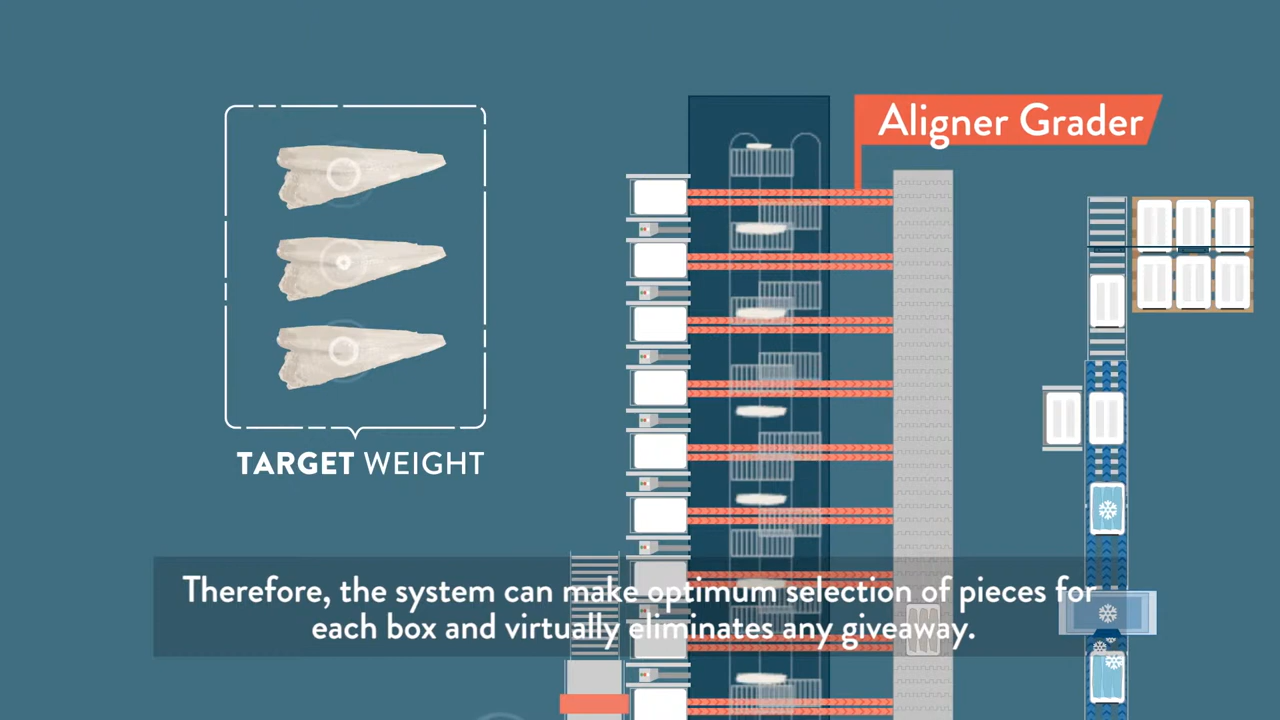 Aligner Grader
TARGET WEIGHT
Therefore, the system can make optimum selection of pieces for
each box and virtually eliminates any giveaway.